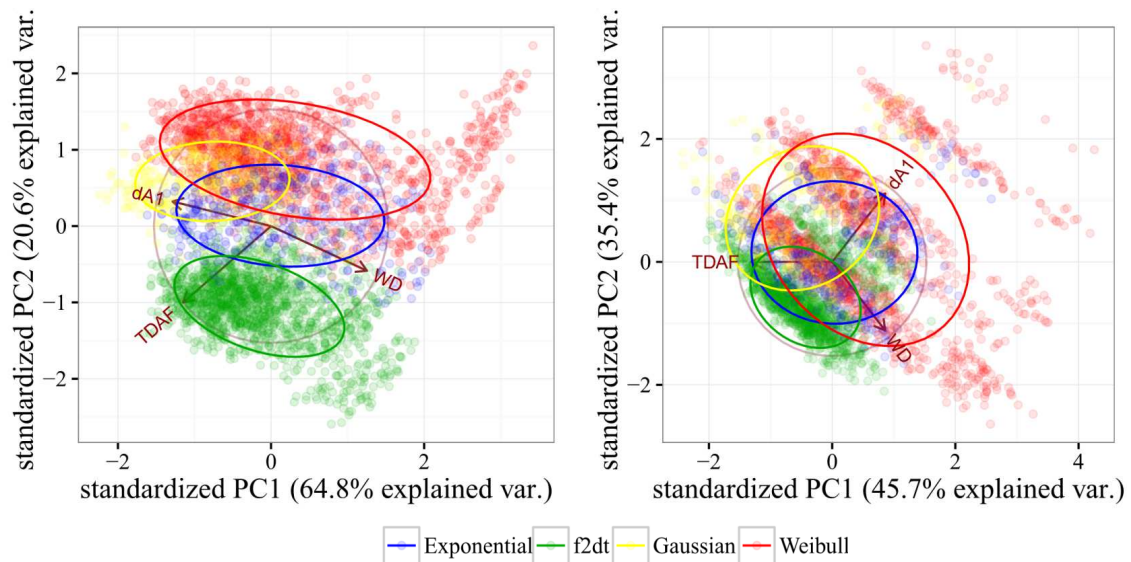 standardized PC2 (20.6% explained var.)
2
1
0
−1
−2
dA1
WD
TDAF
−2
0
2
standardized PC1 (64.8% explained var.)
standardized PC2 (35.4% explained var.)
2
0
−2
dA1
TDAF
WD
−2
0
2
4
standardized PC1 (45.7% explained var.)
Exponential f2dt Gaussian Weibull